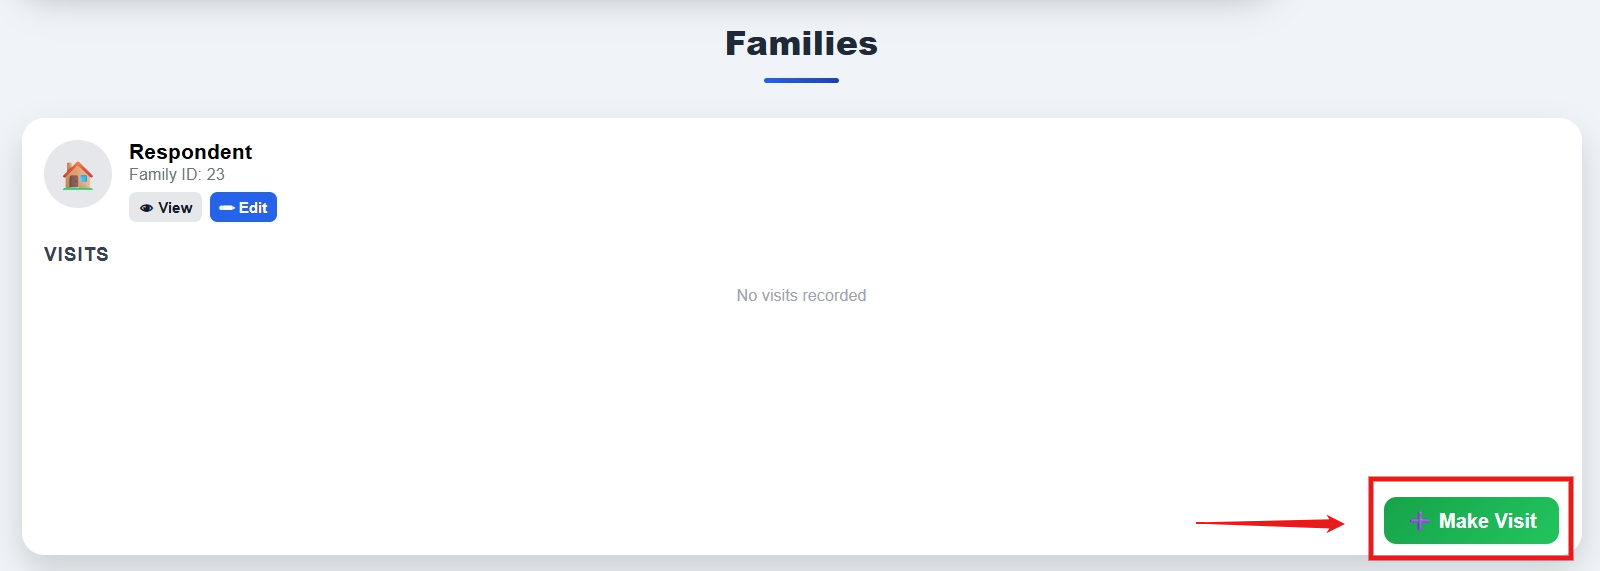 Families
Respondent
Family ID: 23
View
Edit
VISITS
No visits recorded
Make Visit